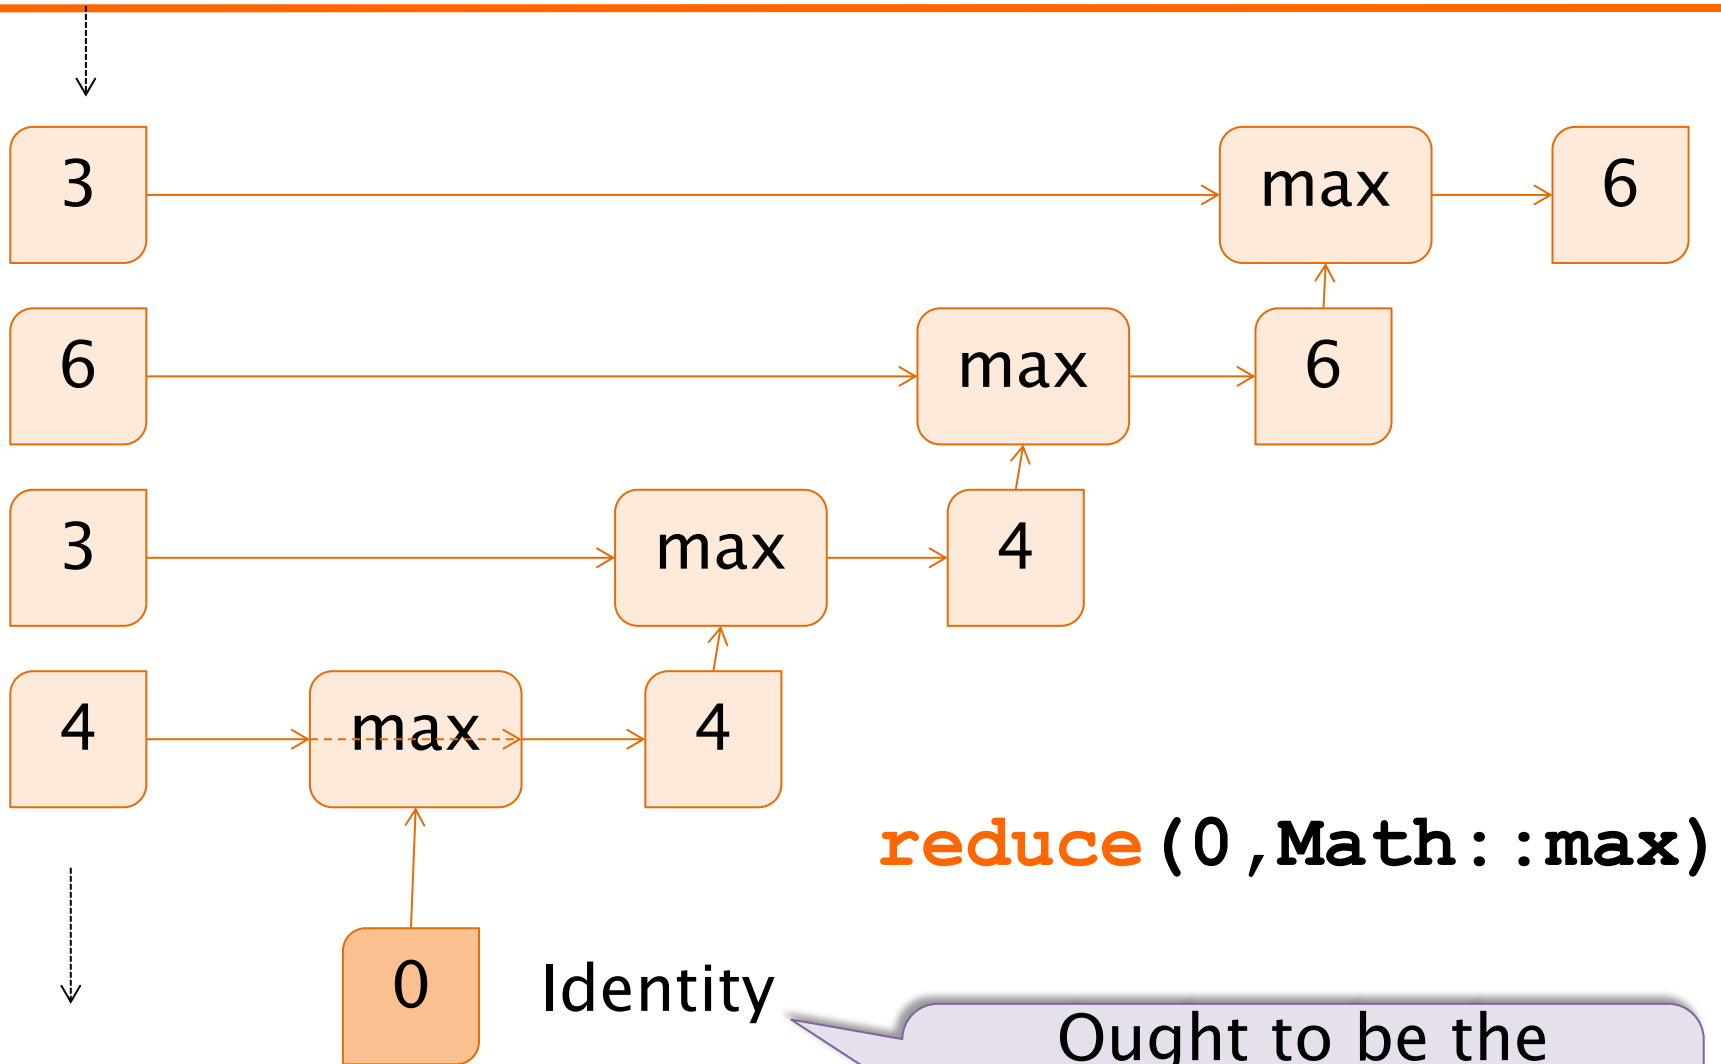 3 max 6
6 max 6
3 max 4
4 max 4
reduce(0,Math::max)
0 Identity
Ought to be the